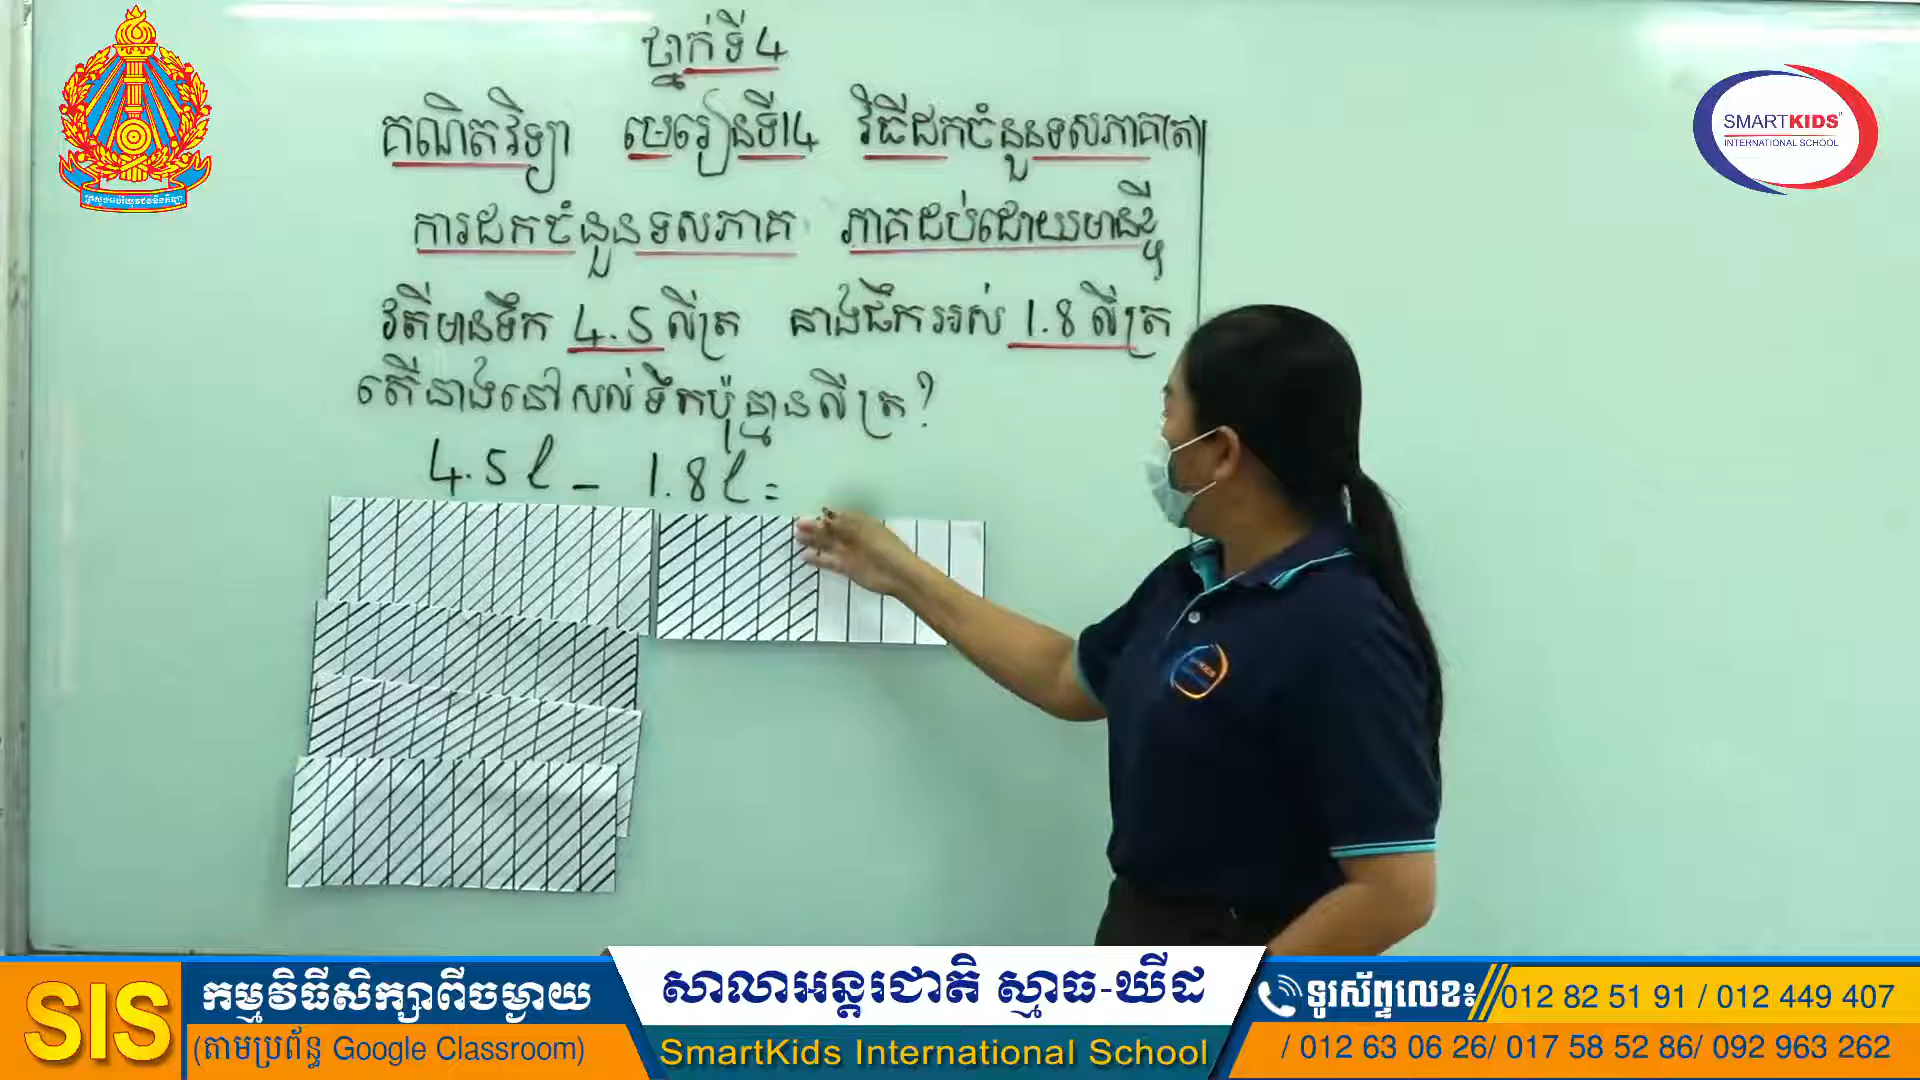 ថ្នាក់ទី4
គណិតវិទ្យា មេរៀនទី14 វិធីដកចំនួនទសភាគ(ត)
ការដកចំនួនទសភាគ ភាគដប់ដោយមានខ្ចី
វតីមានទឹក 4.5 លីត្រ នាងផឹកអស់ 1.8 លីត្រ
តើនាងនៅសល់ទឹកប៉ុន្មានលីត្រ?
4.5l - 1.8l =
SMARTKIDS
INTERNATIONAL SCHOOL
SIS
កម្មវិធីសិក្សាពីចម្ងាយ
(តាមប្រព័ន្ធ Google Classroom)
សាលាអន្តរជាតិ ស្មាធ-ឃីដ
SmartKids International School
ទូរស័ព្ទលេខ៖ 012 82 51 91 / 012 449 407
/ 012 63 06 26/ 017 58 52 86/ 092 963 262